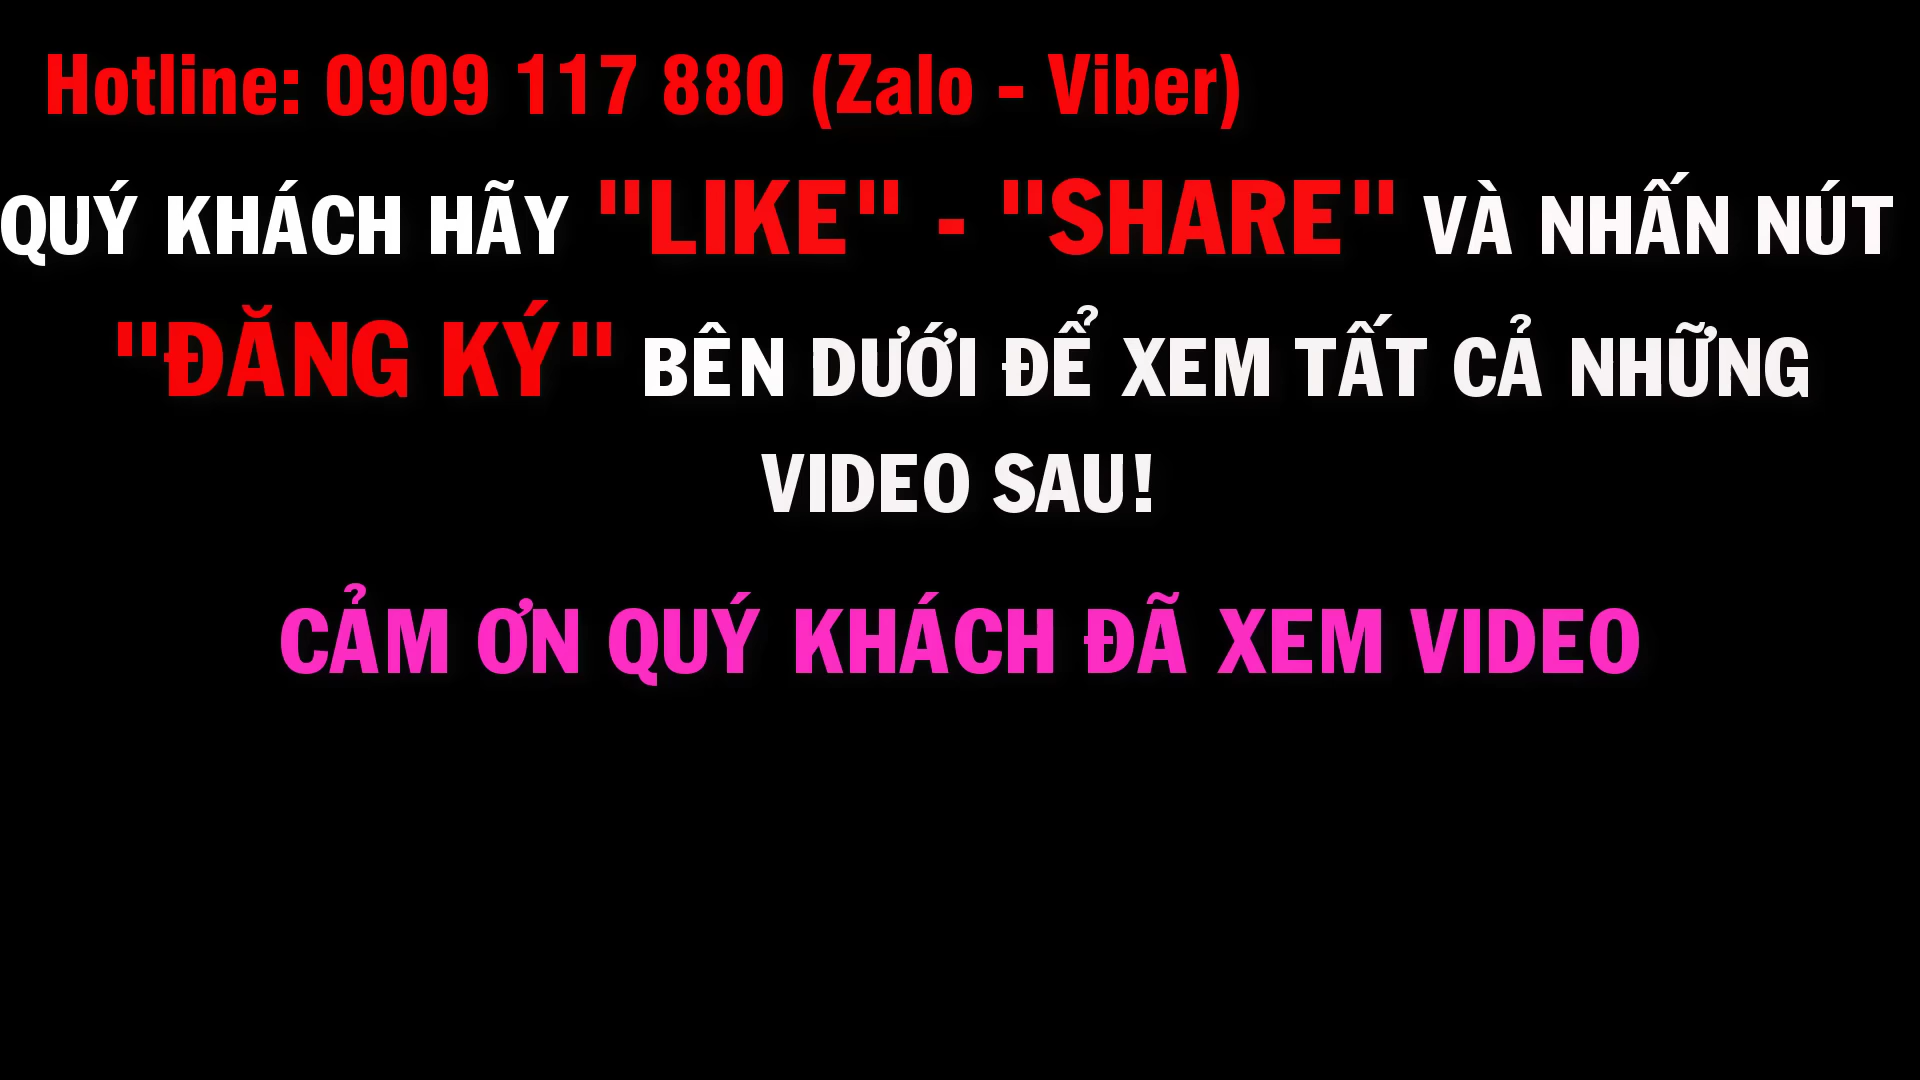 Hotline: 0909 117 880 (Zalo - Viber)
QUÝ KHÁCH HÃY "LIKE" - "SHARE" VÀ NHẤN NÚT
"ĐĂNG KÝ" BÊN DƯỚI ĐỂ XEM TẤT CẢ NHỮNG
VIDEO SAU!
CẢM ƠN QUÝ KHÁCH ĐÃ XEM VIDEO